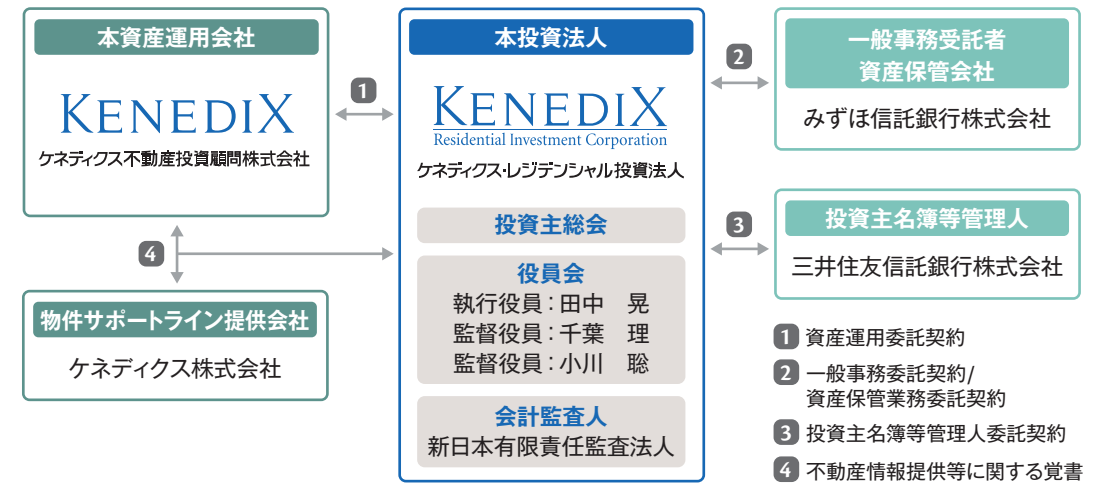 本資産運用会社
KENEDIX
ケネディクス不動産投資顧問株式会社
1
4
物件サポートライン提供会社
ケネディクス株式会社
本投資法人
KENEDIX
Residential Investment Corporation
ケネディクス・レジデンシャル投資法人
投資主総会
役員会
執行役員：田中　晃
監督役員：千葉　理
監督役員：小川　聡
会計監査人
新日本有限責任監査法人
2
一般事務受託者
資産保管会社
みずほ信託銀行株式会社
3
投資主名簿等管理人
三井住友信託銀行株式会社
1 資産運用委託契約
2 一般事務委託契約/
資産保管業務委託契約
3 投資主名簿等管理人委託契約
4 不動産情報提供等に関する覚書